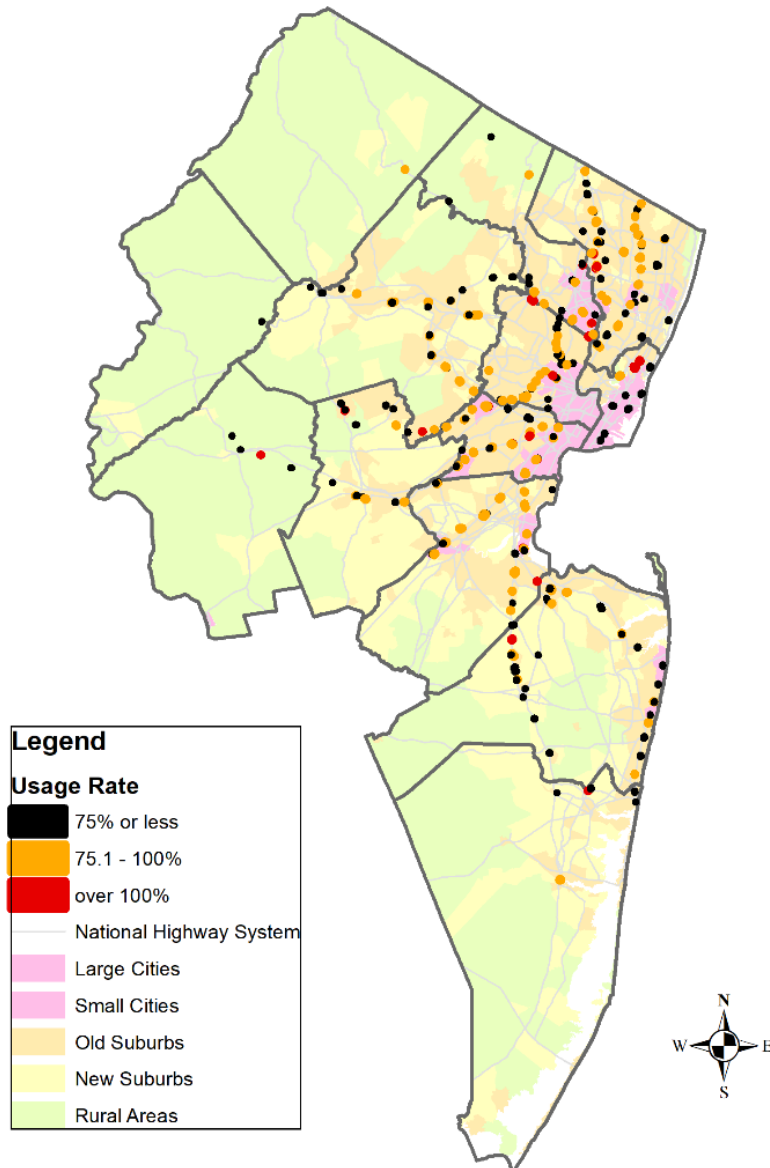 Legend
Usage Rate
75% or less
75.1 - 100%
over 100%
National Highway System
Large Cities
Small Cities
Old Suburbs
New Suburbs
Rural Areas
N
W E
S